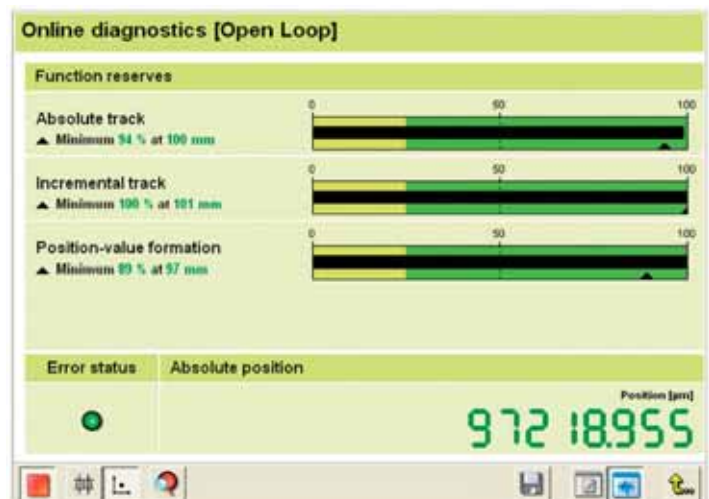 Online diagnostics [Open Loop]
Function reserves
Absolute track
Minimum 94 % at 100 mm
0 50 100
Incremental track
Minimum 100 % at 101 mm
0 50 100
Position-value formation
Minimum 89 % at 97 mm
0 50 100
Error status Absolute position
Position [µm]
97218.955